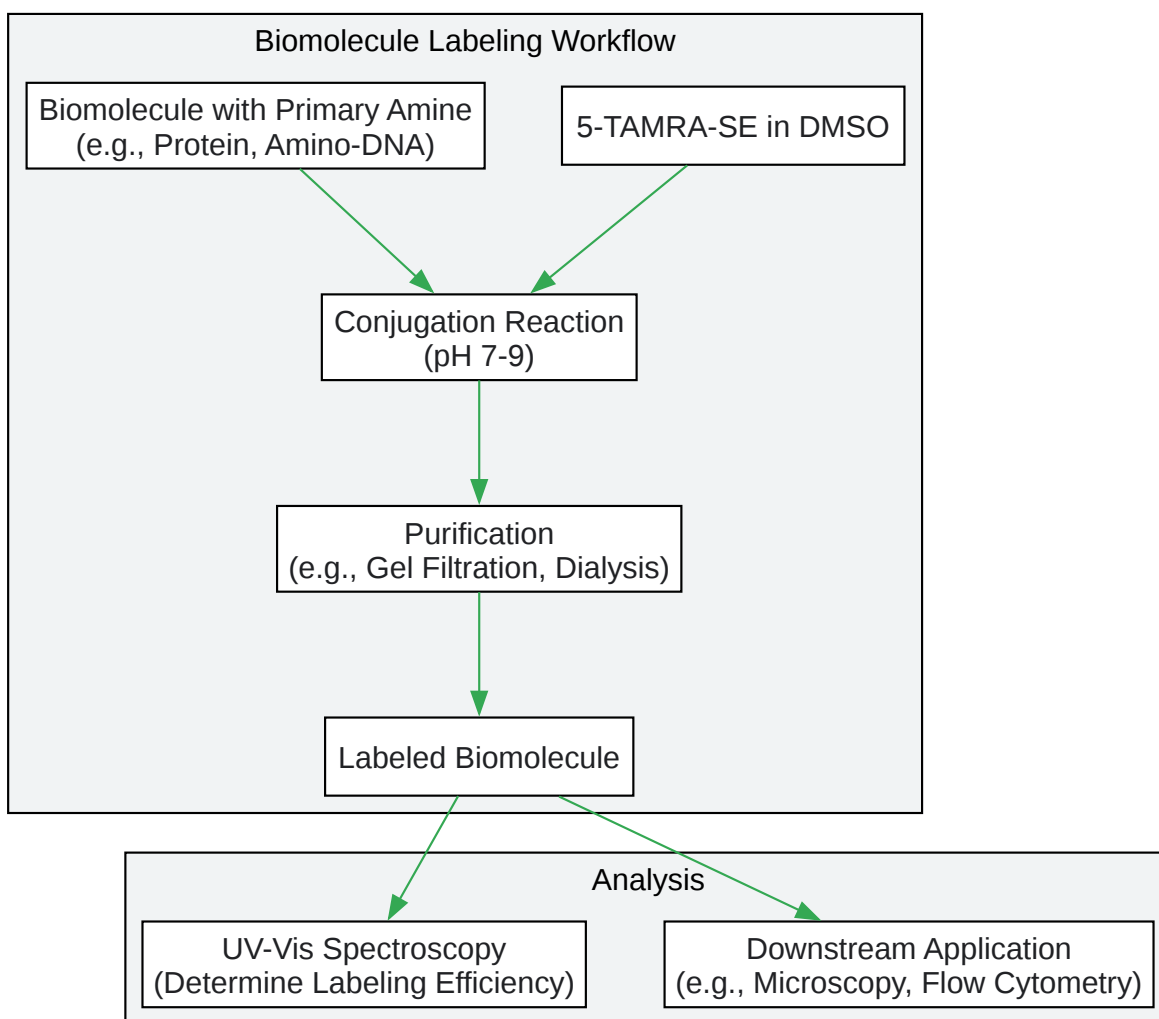 Biomolecule Labeling Workflow
Biomolecule with Primary Amine
(e.g., Protein, Amino-DNA)
5-TAMRA-SE in DMSO
Conjugation Reaction
(pH 7-9)
Purification
(e.g., Gel Filtration, Dialysis)
Labeled Biomolecule
Analysis
UV-Vis Spectroscopy
(Determine Labeling Efficiency)
Downstream Application
(e.g., Microscopy, Flow Cytometry)